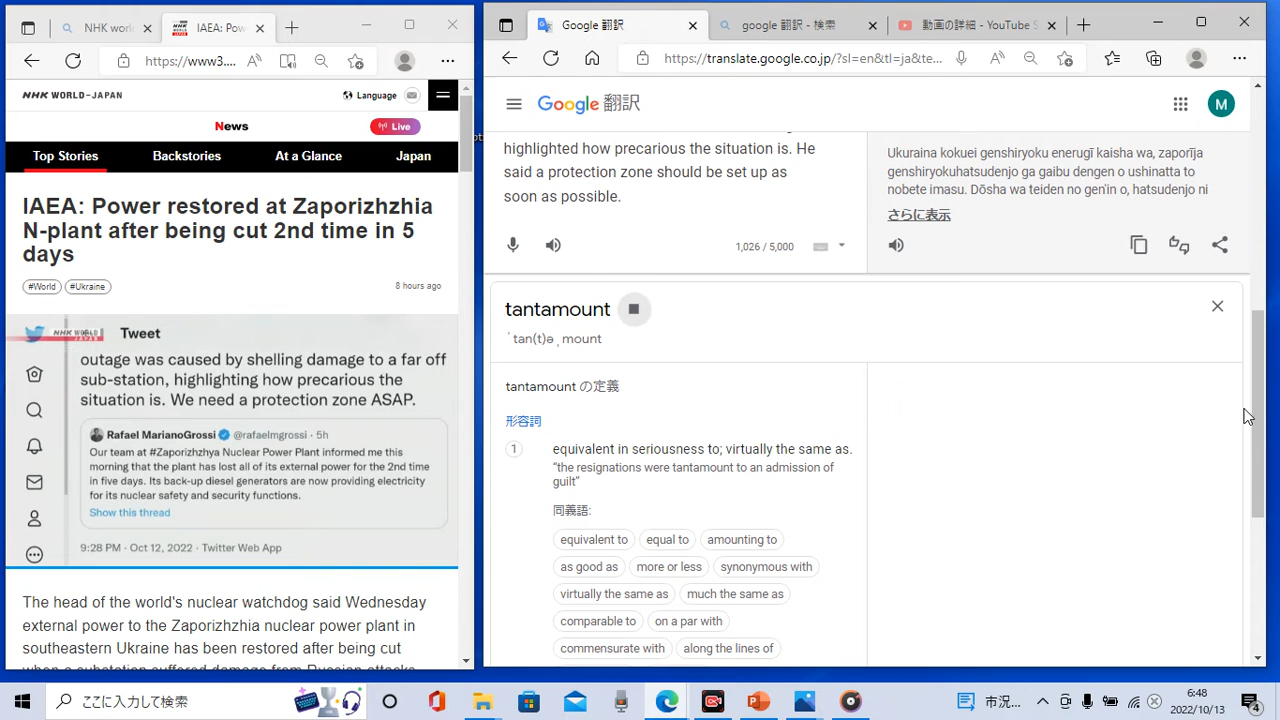 NHK worl
IAEA: Pow
https://www3....
NHK WORLD-JAPAN
Language
News
Live
Top Stories
Backstories
At a Glance
Japan
IAEA: Power restored at Zaporizhzhia
N-plant after being cut 2nd time in 5
days
#World
#Ukraine
8 hours ago
NHK WORLD
JAPAN
Tweet
outage was caused by shelling damage to a far off
sub-station, highlighting how precarious the
situation is. We need a protection zone ASAP.
Rafael MarianoGrossi @rafaelmgrossi · 5h
Our team at #Zaporizhzhya Nuclear Power Plant informed me this
morning that the plant has lost all of its external power for the 2nd time
in five days. Its back-up diesel generators are now providing electricity
for its nuclear safety and security functions.
Show this thread
9:28 PM · Oct 12, 2022 · Twitter Web App
The head of the world's nuclear watchdog said Wednesday
external power to the Zaporizhzhia nuclear power plant in
southeastern Ukraine has been restored after being cut
when a substation suffered damage from Russian attacks
Google 翻訳
google 翻訳 - 検索
動画の詳細 - YouTube S
https://translate.google.co.jp/?sl=en&tl=ja&te...
Google 翻訳
M
highlighted how precarious the situation is. He
said a protection zone should be set up as
soon as possible.
1,026 / 5,000
Ukuraina kokuei genshiryoku enerugī kaisha wa, zaporīja
genshiryokuhatsudenjo ga gaibu dengen o ushinatta to
nobete imasu. Dōsha wa teiden no gen'in o, hatsudenjo ni
さらに表示
tantamount
ˈtan(t)əˌmount
tantamount の定義
形容詞
1
equivalent in seriousness to; virtually the same as.
"the resignations were tantamount to an admission of
guilt"
同義語:
equivalent to
equal to
amounting to
as good as
more or less
synonymous with
virtually the same as
much the same as
comparable to
on a par with
commensurate with
along the lines of
ここに入力して検索
市況...
6:48
2022/10/13
4